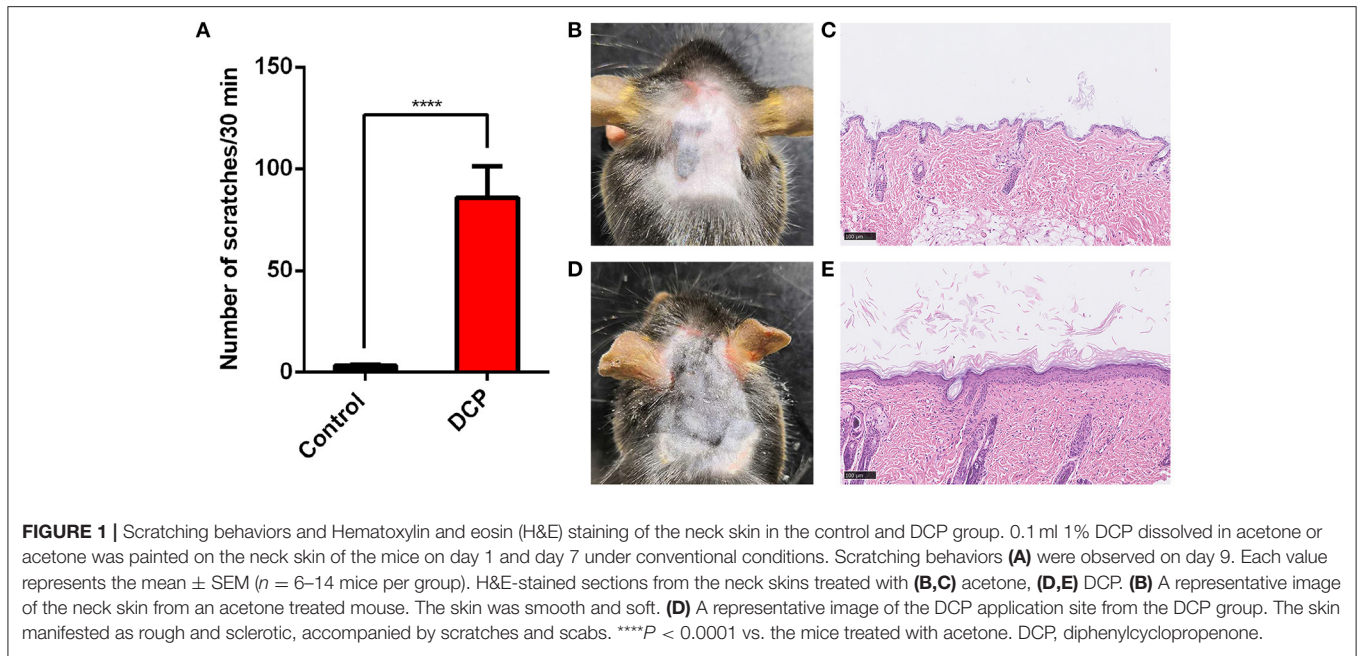 A
B
C
150
100
50
0
Number of scratches/30 min
****
Control
DCP
D
E
100 µm
100 µm
FIGURE 1 | Scratching behaviors and Hematoxylin and eosin (H&E) staining of the neck skin in the control and DCP group. 0.1 ml 1% DCP dissolved in acetone or
acetone was painted on the neck skin of the mice on day 1 and day 7 under conventional conditions. Scratching behaviors (A) were observed on day 9. Each value
represents the mean ± SEM (n = 6–14 mice per group). H&E-stained sections from the neck skins treated with (B,C) acetone, (D,E) DCP. (B) A representative image
of the neck skin from an acetone treated mouse. The skin was smooth and soft. (D) A representative image of the DCP application site from the DCP group. The skin
manifested as rough and sclerotic, accompanied by scratches and scabs. ****P < 0.0001 vs. the mice treated with acetone. DCP, diphenylcyclopropenone.